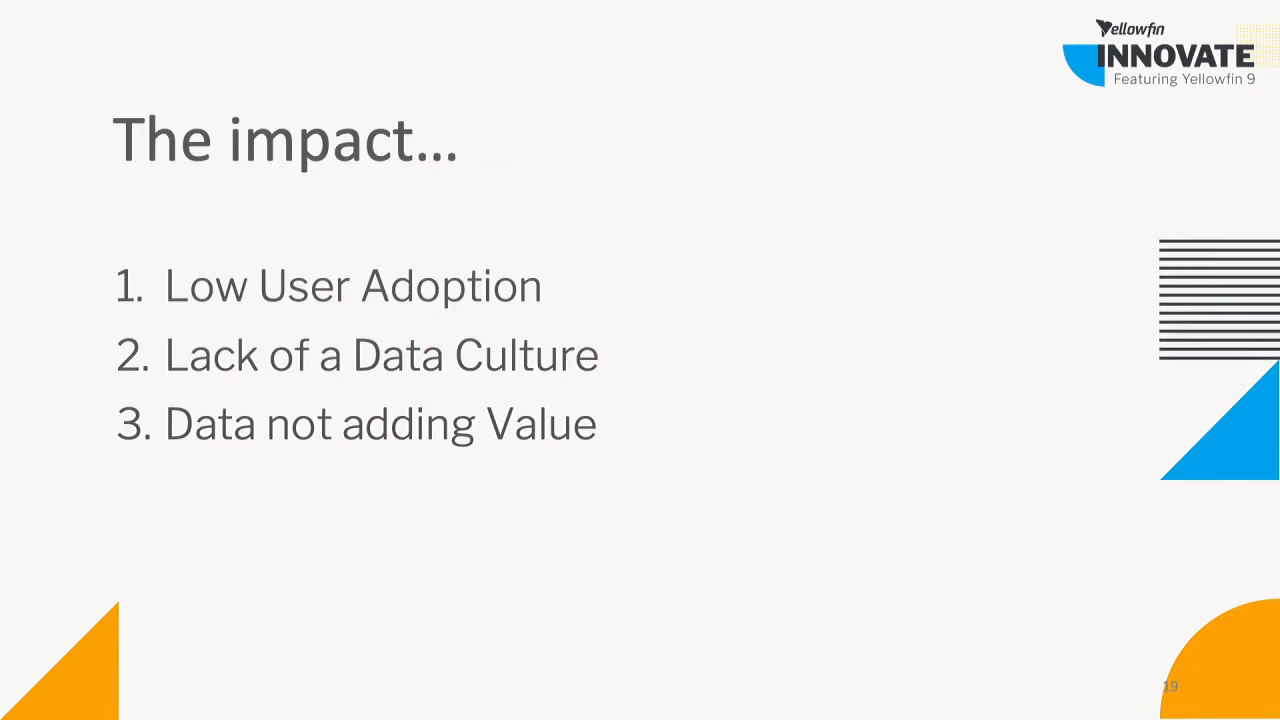 Yellowfin
INNOVATE
Featuring Yellowfin 9
The impact...
1. Low User Adoption
2. Lack of a Data Culture
3. Data not adding Value
19